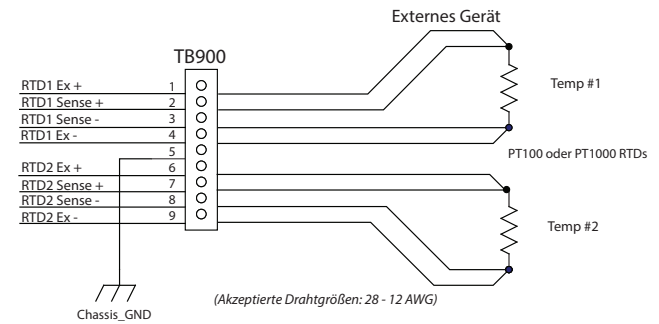 Externes Gerät
TB900
RTD1 Ex + 1
RTD1 Sense + 2
RTD1 Sense - 3
RTD1 Ex - 4
5
RTD2 Ex + 6
RTD2 Sense + 7
RTD2 Sense - 8
RTD2 Ex - 9
Temp #1
PT100 oder PT1000 RTDs
Temp #2
(Akzeptierte Drahtgrößen: 28 - 12 AWG)
Chassis_GND